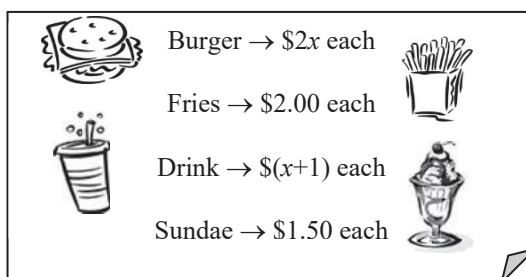 Burger → $2x each
Fries → $2.00 each
Drink → $(x+1) each
Sundae → $1.50 each